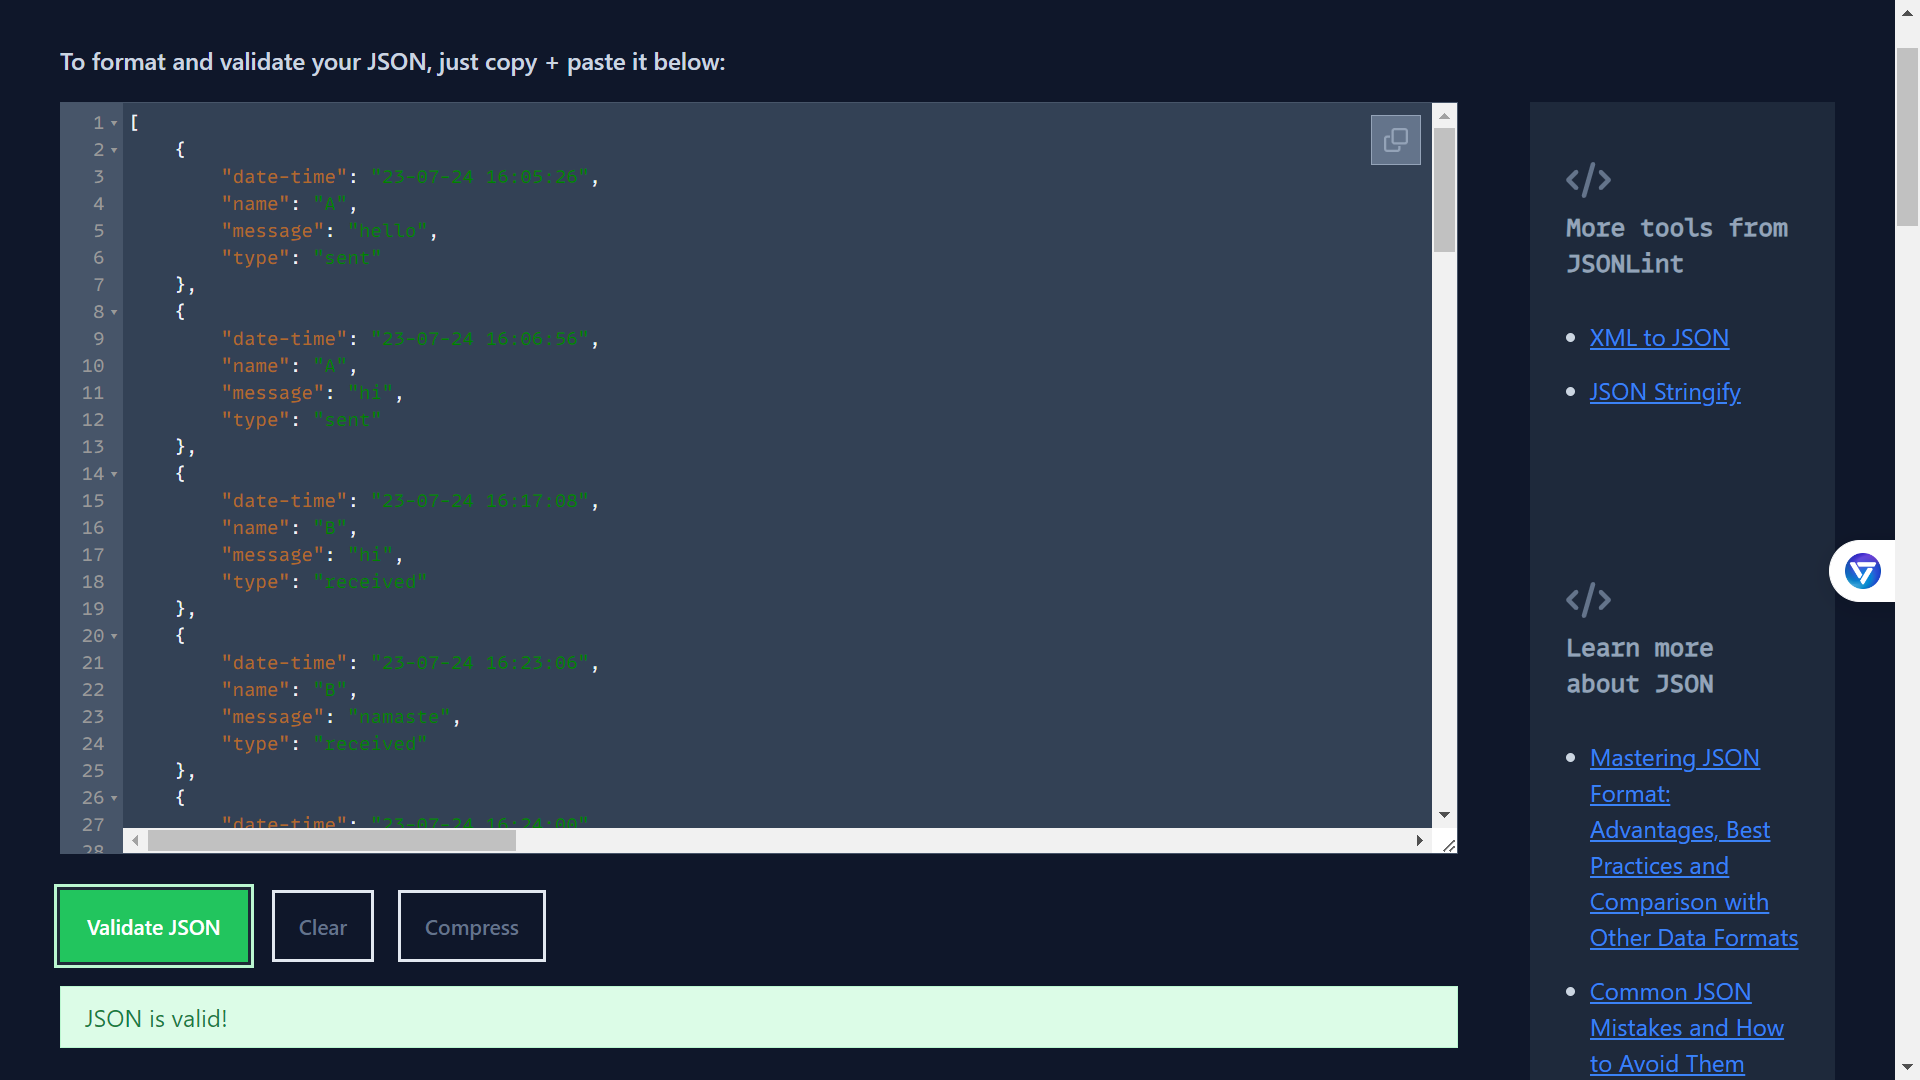 To format and validate your JSON, just copy + paste it below:
1 [
2 {
3 "date-time": "23-07-24 16:05:26",
4 "name": "A",
5 "message": "hello",
6 "type": "sent"
7 },
8 {
9 "date-time": "23-07-24 16:06:56",
10 "name": "A",
11 "message": "hi",
12 "type": "sent"
13 },
14 {
15 "date-time": "23-07-24 16:17:08",
16 "name": "B",
17 "message": "hi",
18 "type": "received"
19 },
20 {
21 "date-time": "23-07-24 16:23:06",
22 "name": "B",
23 "message": "namaste",
24 "type": "received"
25 },
26 {
27 "date-time": "23-07-24 16:24:00"
28
Validate JSON
Clear
Compress
JSON is valid!
</>
More tools from
JSONLint
• XML to JSON
• JSON Stringify
</>
Learn more
about JSON
• Mastering JSON
Format:
Advantages, Best
Practices and
Comparison with
Other Data Formats
• Common JSON
Mistakes and How
to Avoid Them